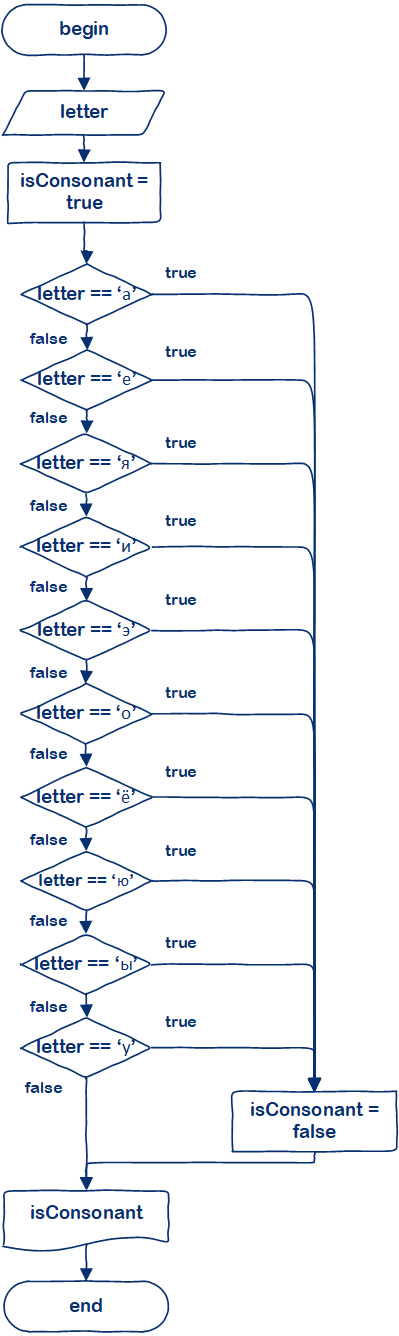 begin
letter
isConsonant =
true
true
letter == ‘а’
false
true
letter == ‘е’
false
true
letter == ‘я’
false
true
letter == ‘и’
false
true
letter == ‘э’
false
true
letter == ‘о’
false
true
letter == ‘ё’
false
true
letter == ‘ю’
false
true
letter == ‘ы’
false
true
letter == ‘у’
false
isConsonant =
false
isConsonant
end